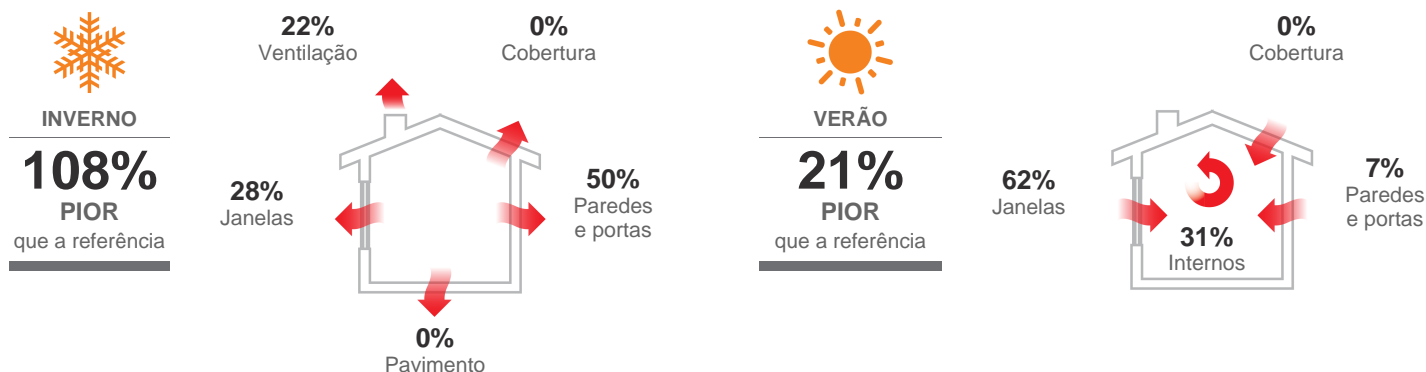 INVERNO
108%
PIOR
que a referência
22%
Ventilação
0%
Cobertura
28%
Janelas
50%
Paredes
e portas
0%
Pavimento
VERÃO
21%
PIOR
que a referência
0%
Cobertura
62%
Janelas
7%
Paredes
e portas
31%
Internos